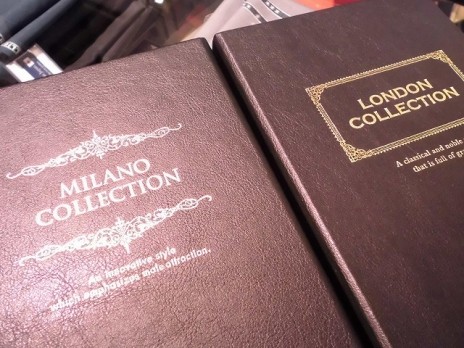 MILANO
COLLECTION
An innovative style
which emphasizes male attraction.
LONDON
COLLECTION
A classical and noble
that is full of